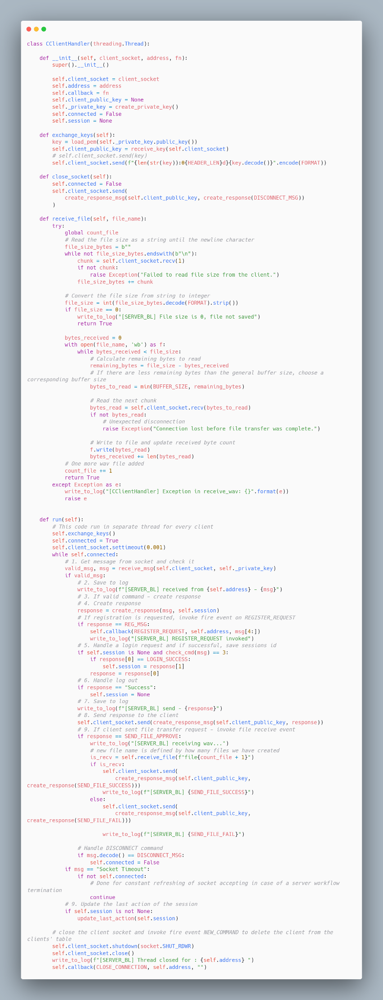 class CClientHandler(threading.Thread):

    def __init__(self, client_socket, address, fn):
        super().__init__()

        self.client_socket = client_socket
        self.address = address
        self.callback = fn
        self.client_public_key = None
        self._private_key = create_private_key()
        self.connected = False
        self.session = None

    def exchange_keys(self):
        key = load_pem(self._private_key.public_key())
        self.client_public_key = receive_key(self.client_socket)
        # self.client_socket.send(key)
        self.client_socket.send(f"{len(str(key)):0{HEADER_LEN}d}{key.decode()}".encode(FORMAT))

    def close_socket(self):
        self.connected = False
        self.client_socket.send(
            create_response_msg(self.client_public_key, create_response(DISCONNECT_MSG))
        )

    def receive_file(self, file_name):
        try:
            global count_file
            # Read the file size as a string until the newline character
            file_size_bytes = b""
            while not file_size_bytes.endswith(b"\n"):
                chunk = self.client_socket.recv(1)
                if not chunk:
                    raise Exception("Failed to read file size from the client.")
                file_size_bytes += chunk

            # Convert the file size from string to integer
            file_size = int(file_size_bytes.decode(FORMAT).strip())
            if file_size == 0:
                write_to_log("[SERVER_BL] File size is 0, file not saved")
                return True

            bytes_received = 0
            with open(file_name, 'wb') as f:
                while bytes_received < file_size:
                    # Calculate remaining bytes to read
                    remaining_bytes = file_size - bytes_received
                    # If there are less remaining bytes than the general buffer size, choose a
corresponding buffer size
                    bytes_to_read = min(BUFFER_SIZE, remaining_bytes)

                    # Read the next chunk
                    bytes_read = self.client_socket.recv(bytes_to_read)
                    if not bytes_read:
                        # Unexpected disconnection
                        raise Exception("Connection lost before file transfer was complete.")

                    # Write to file and update received byte count
                    f.write(bytes_read)
                    bytes_received += len(bytes_read)
            # One more wav file added
            count_file += 1
            return True
        except Exception as e:
            write_to_log("[CClientHandler] Exception in receive_wav: {}".format(e))
            raise e


    def run(self):
        # This code run in separate thread for every client
        self.exchange_keys()
        self.connected = True
        self.client_socket.settimeout(0.001)
        while self.connected:
            # 1. Get message from socket and check it
            valid_msg, msg = receive_msg(self.client_socket, self._private_key)
            if valid_msg:
                # 2. Save to log
                write_to_log(f"[SERVER_BL] received from {self.address} - {msg}")
                # 3. If valid command - create response
                # 4. Create response
                response = create_response(msg, self.session)
                # If registration is requested, invoke fire event on REGISTER_REQUEST
                if response == REG_MSG:
                    self.callback(REGISTER_REQUEST, self.address, msg[4:])
                    write_to_log("[SERVER_BL] REGISTER_REQUEST invoked")
                # 5. Handle a login request and if successful, save sessions id
                if self.session is None and check_cmd(msg) == 3:
                    if response[0] == LOGIN_SUCCESS:
                        self.session = response[1]
                    response = response[0]
                # 6. Handle log out
                if response == "Success":
                    self.session = None
                # 7. Save to log
                write_to_log(f"[SERVER_BL] send - {response}")
                # 8. Send response to the client
                self.client_socket.send(create_response_msg(self.client_public_key, response))
                # 9. If client sent file transfer request - invoke file receive event
                if response == SEND_FILE_APPROVE:
                    write_to_log("[SERVER_BL] receiving wav...")
                    # new file name is defined by how many files we have created
                    is_recv = self.receive_file(f"file{count_file + 1}")
                    if is_recv:
                        self.client_socket.send(
                            create_response_msg(self.client_public_key,
create_response(SEND_FILE_SUCCESS)))
                        write_to_log(f"[SERVER_BL] {SEND_FILE_SUCCESS}")
                    else:
                        self.client_socket.send(
                            create_response_msg(self.client_public_key,
create_response(SEND_FILE_FAIL)))

                        write_to_log(f"[SERVER_BL] {SEND_FILE_FAIL}")

                # Handle DISCONNECT command
                if msg.decode() == DISCONNECT_MSG:
                    self.connected = False
            if msg == "Socket Timeout":
                if not self.connected:
                    # Done for constant refreshing of socket accepting in case of a server workflow
termination
                    continue
            # 9. Update the last action of the session
            if self.session is not None:
                update_last_action(self.session)

        # close the client socket and invoke fire event NEW_COMMAND to delete the client from the
clients' table
        self.client_socket.shutdown(socket.SHUT_RDWR)
        self.client_socket.close()
        write_to_log(f"[SERVER_BL] Thread closed for : {self.address} ")
        self.callback(CLOSE_CONNECTION, self.address, "")